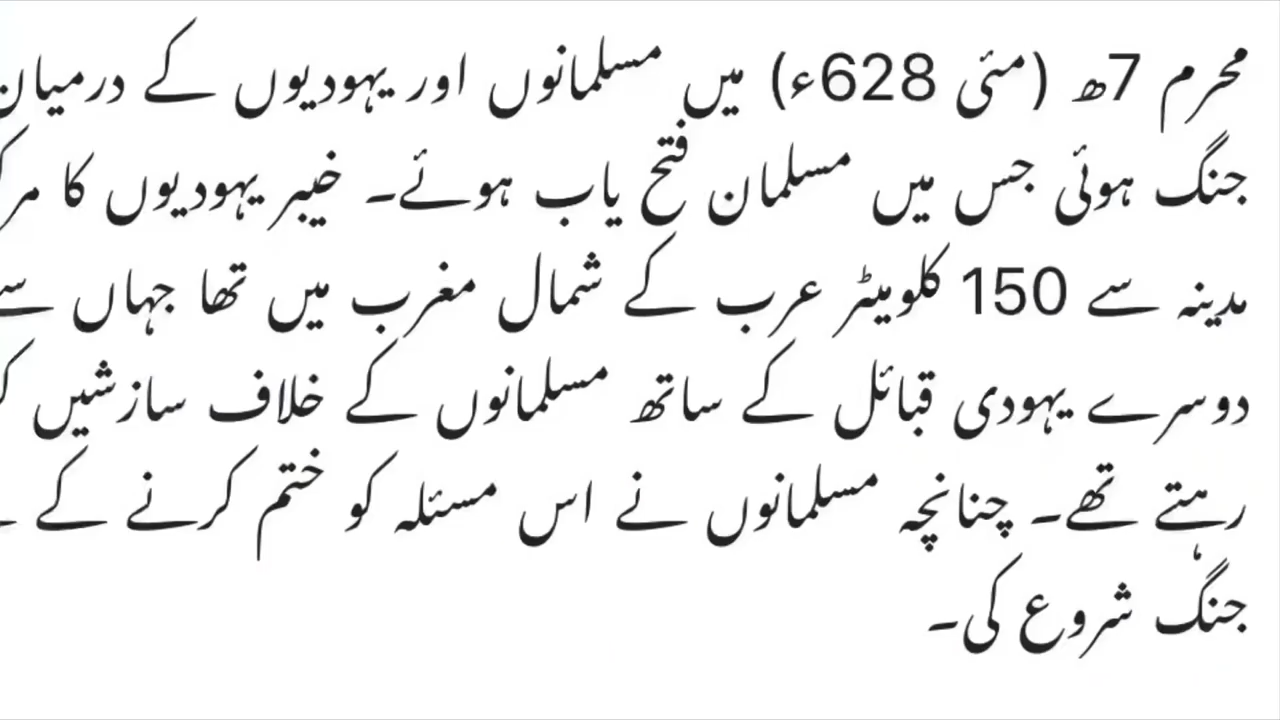 محرم 7ھ (مئی 628ء) میں مسلمانوں اور یہودیوں کے درمیان
جنگ ہوئی جس میں مسلمان فتح یاب ہوئے۔ خیبر یہودیوں کا
مدینہ سے 150 کلومیٹر عرب کے شمال مغرب میں تھا جہاں سے
دوسرے یہودی قبائل کے ساتھ مسلمانوں کے خلاف سازشیں
رہتے تھے۔ چنانچہ مسلمانوں نے اس مسئلہ کو ختم کرنے کے
جنگ شروع کی۔